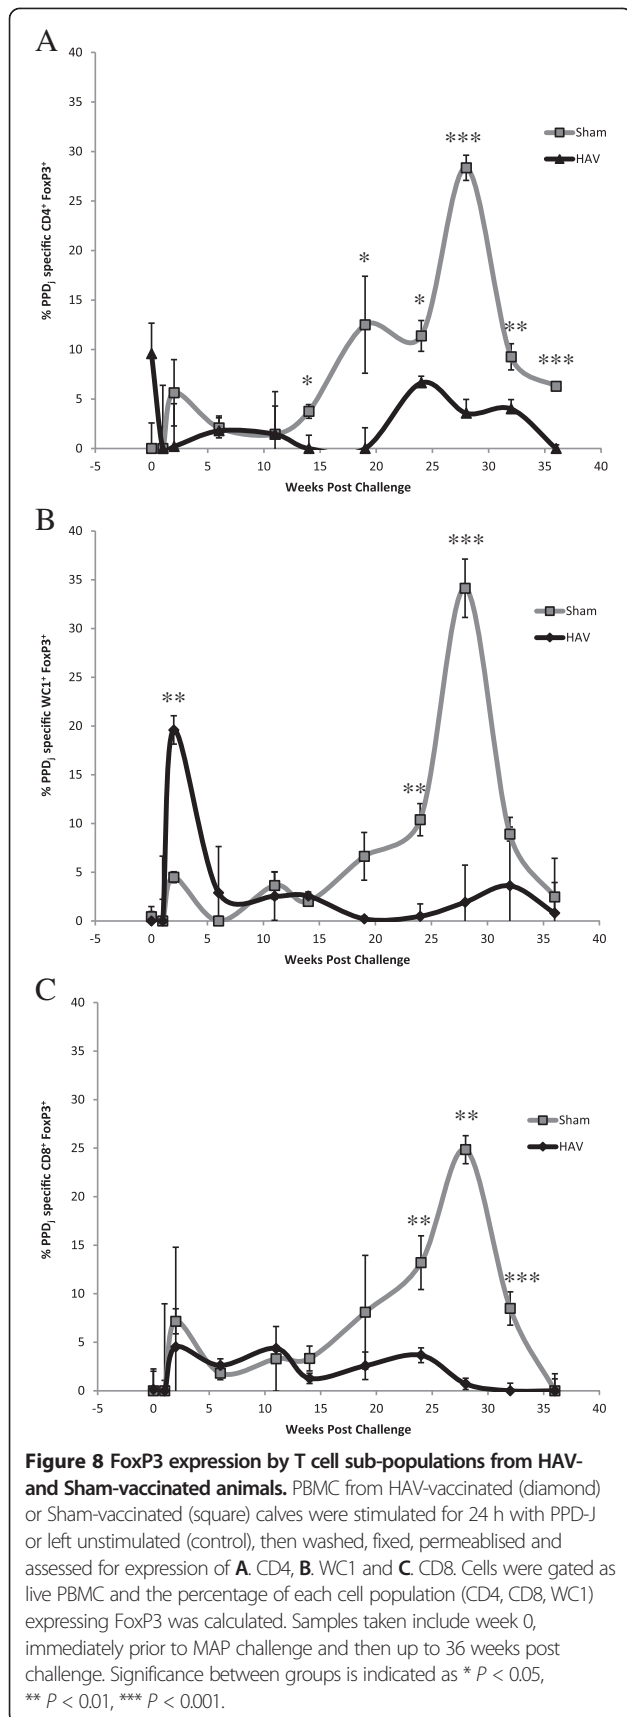 A
40
35
30
25
20
15
10
5
0
-5
0
5
10
15
20
25
30
35
40
% PPDj specific CD4+ FoxP3+
Weeks Post Challenge
Sham
HAV
*
*
*
***
**
***
B
40
35
30
25
20
15
10
5
0
-5
0
5
10
15
20
25
30
35
40
% PPDj specific WC1+ FoxP3+
Weeks Post Challenge
Sham
HAV
**
**
***
C
40
35
30
25
20
15
10
5
0
-5
0
5
10
15
20
25
30
35
40
% PPDj specific CD8+ FoxP3+
Weeks Post Challenge
Sham
HAV
**
**
***
Figure 8 FoxP3 expression by T cell sub-populations from HAV-
and Sham-vaccinated animals. PBMC from HAV-vaccinated (diamond)
or Sham-vaccinated (square) calves were stimulated for 24 h with PPD-J
or left unstimulated (control), then washed, fixed, permeablised and
assessed for expression of A. CD4, B. WC1 and C. CD8. Cells were gated as
live PBMC and the percentage of each cell population (CD4, CD8, WC1)
expressing FoxP3 was calculated. Samples taken include week 0,
immediately prior to MAP challenge and then up to 36 weeks post
challenge. Significance between groups is indicated as * P < 0.05,
** P < 0.01, *** P < 0.001.